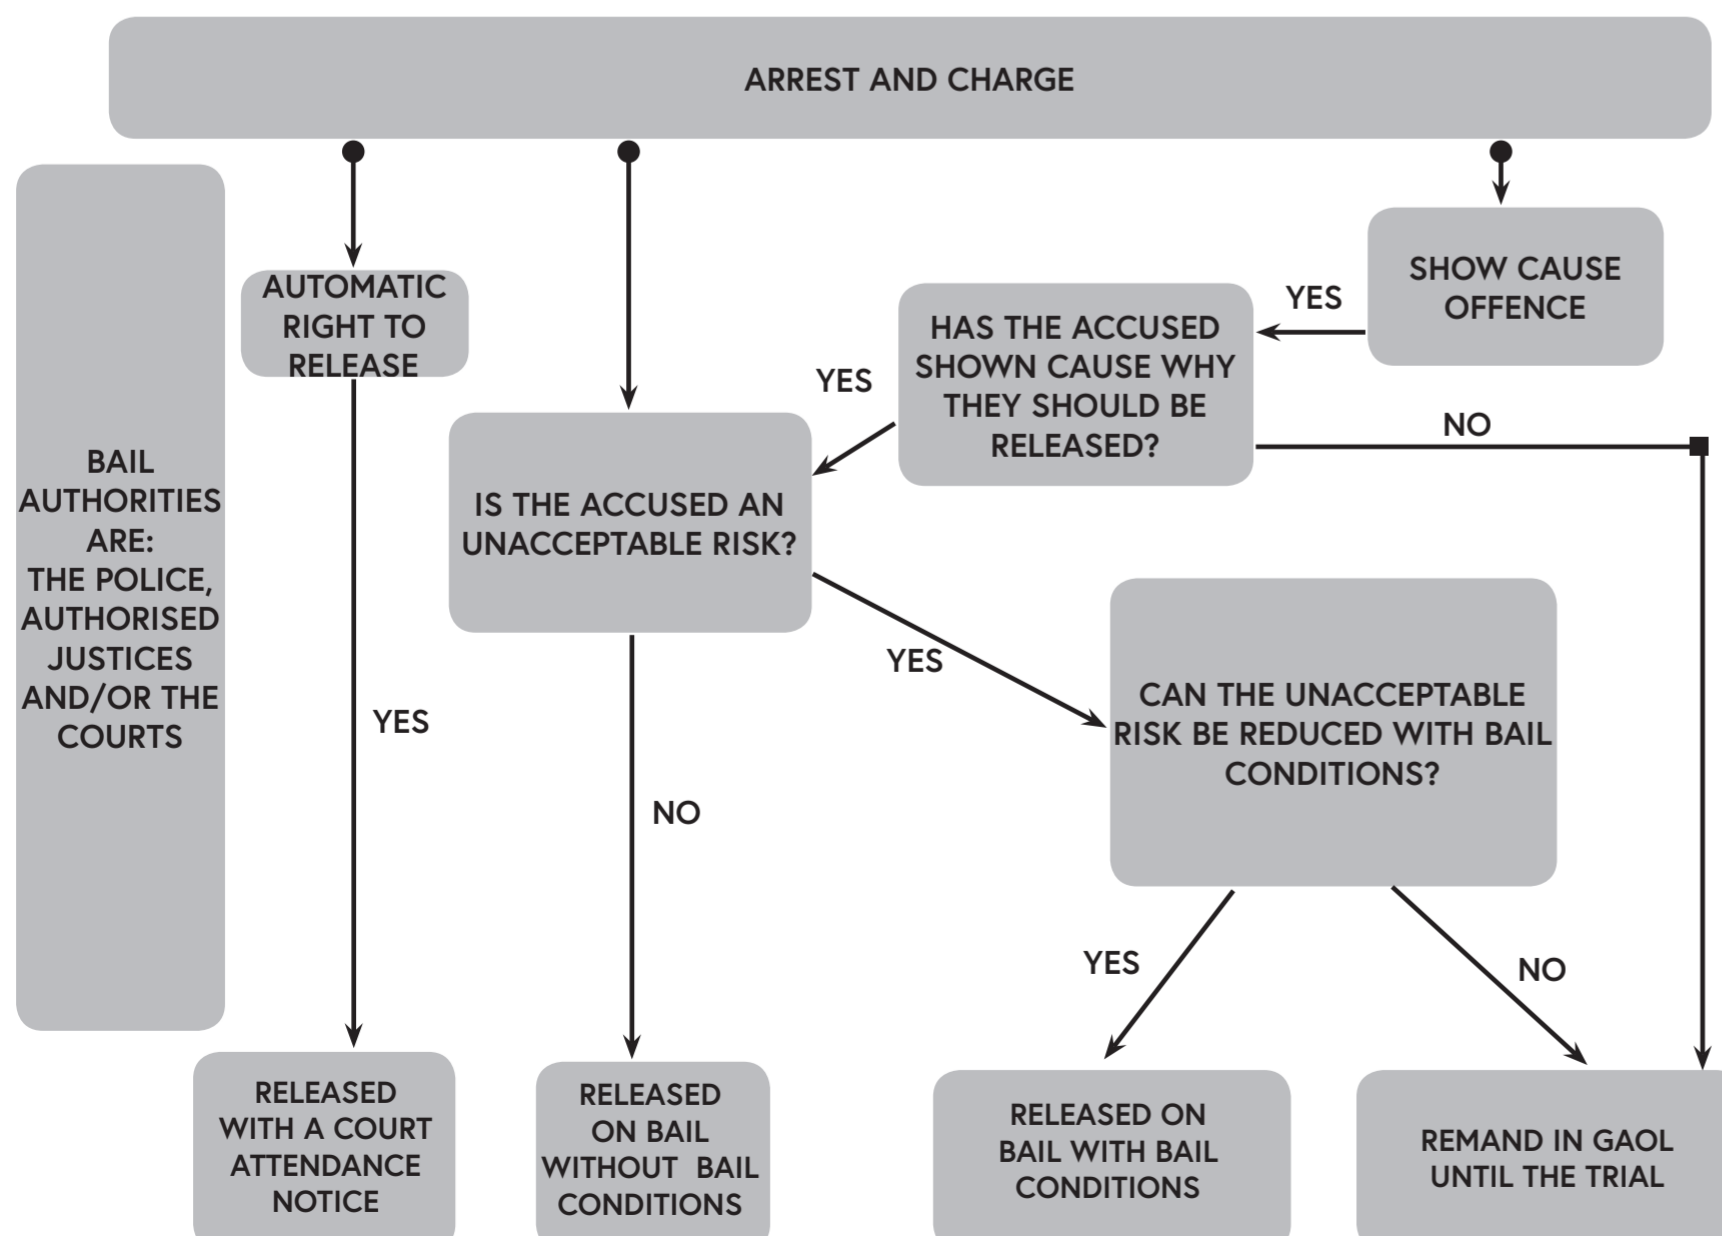 ARREST AND CHARGE
BAIL
AUTHORITIES
ARE:
THE POLICE,
AUTHORISED
JUSTICES
AND/OR THE
COURTS
AUTOMATIC
RIGHT TO
RELEASE
YES
IS THE ACCUSED AN
UNACCEPTABLE RISK?
NO
YES
SHOW CAUSE
OFFENCE
YES
HAS THE ACCUSED
SHOWN CAUSE WHY
THEY SHOULD BE
RELEASED?
YES
NO
CAN THE UNACCEPTABLE
RISK BE REDUCED WITH BAIL
CONDITIONS?
YES
NO
RELEASED
WITH A COURT
ATTENDANCE
NOTICE
RELEASED
ON BAIL
WITHOUT BAIL
CONDITIONS
RELEASED ON
BAIL WITH BAIL
CONDITIONS
REMAND IN GAOL
UNTIL THE TRIAL